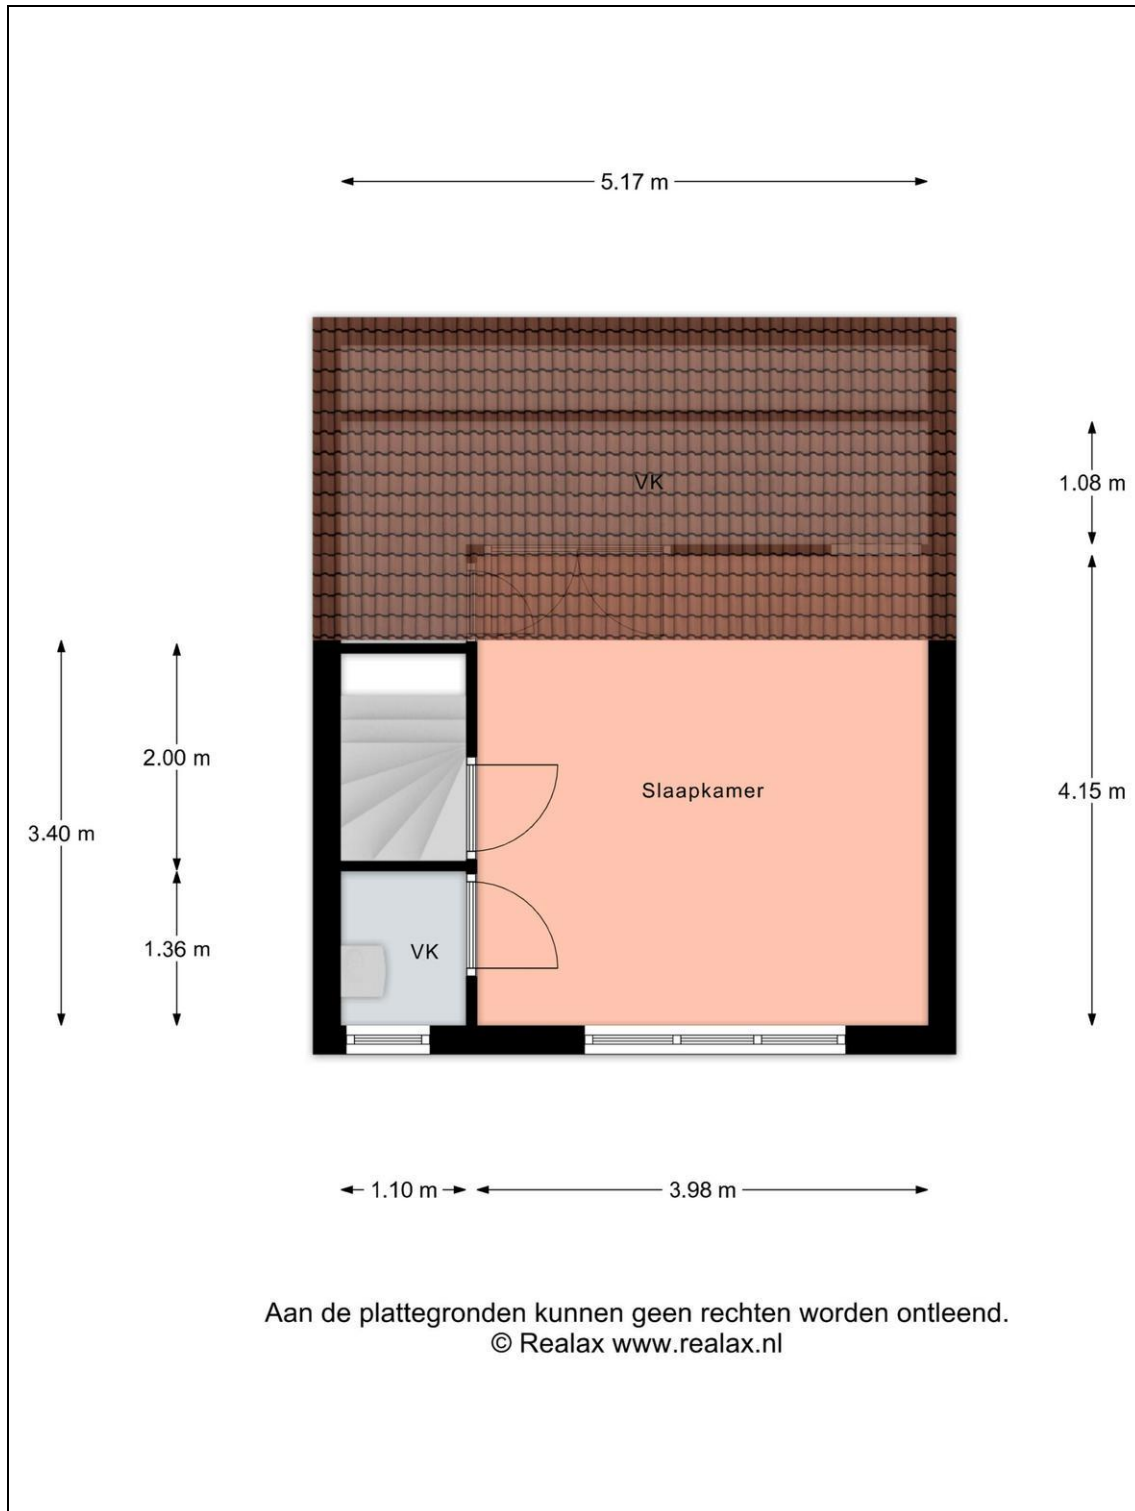 5.17 m
VK
1.08 m
2.00 m
Slaapkamer
4.15 m
3.40 m
VK
1.36 m
1.10 m
3.98 m
Aan de plattegronden kunnen geen rechten worden ontleend.
© Realax www.realax.nl